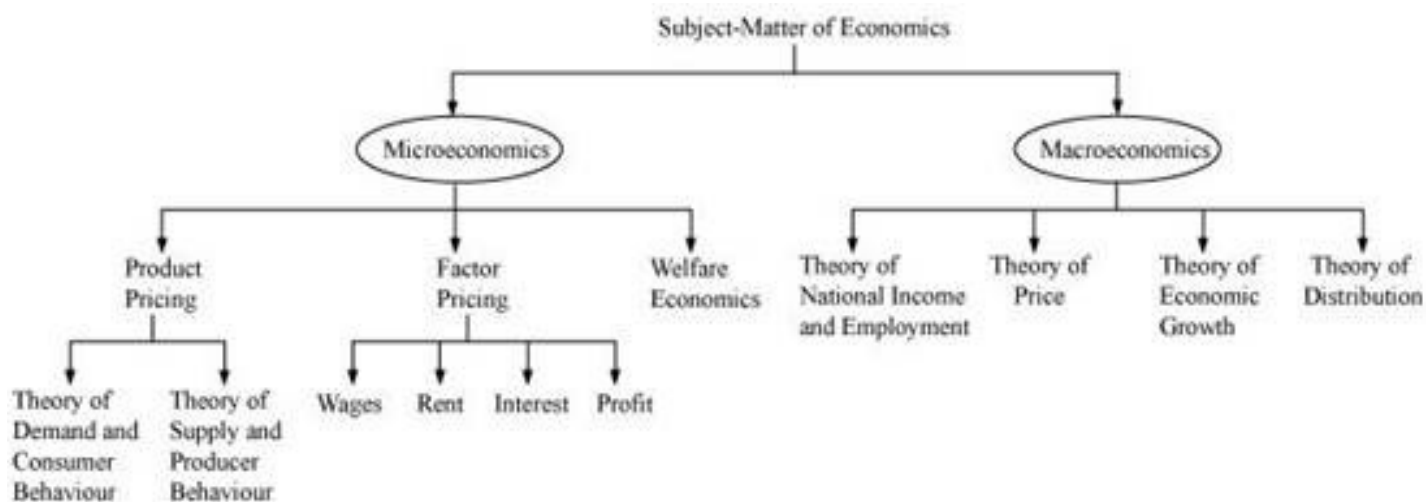 Subject-Matter of Economics
Microeconomics
Macroeconomics
Product
Pricing
Factor
Pricing
Welfare
Economics
Theory of
National Income
and Employment
Theory of
Price
Theory of
Economic
Growth
Theory of
Distribution
Theory of
Demand and
Consumer
Behaviour
Theory of
Supply and
Producer
Behaviour
Wages
Rent
Interest
Profit